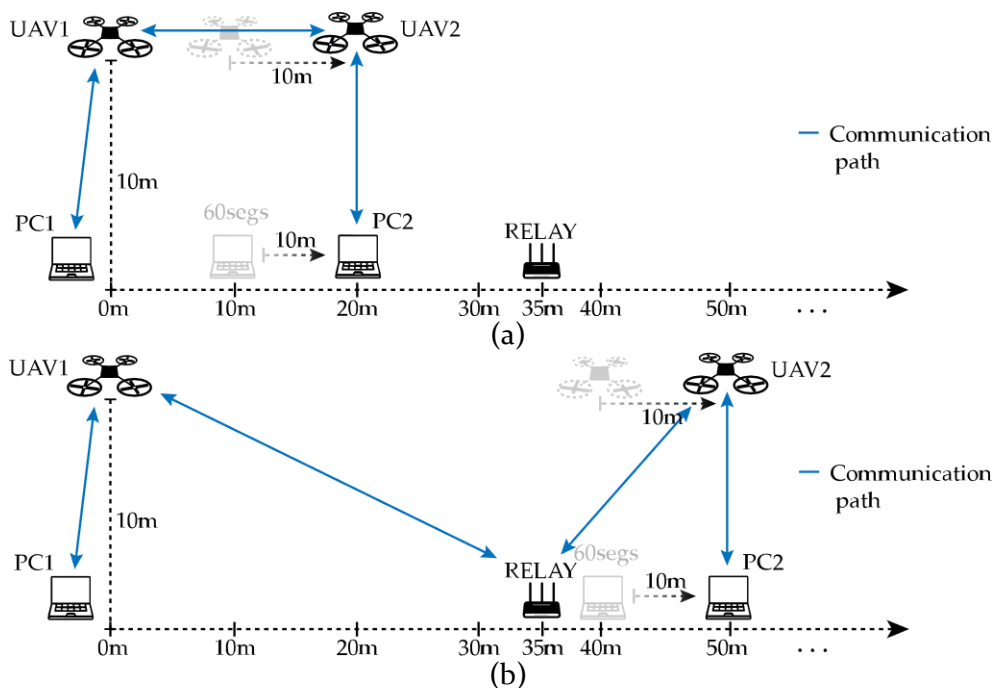 UAV1
UAV2
10m
Communication
path
10m
60segs
PC1
PC2
10m
RELAY
0m 10m 20m 30m 35m 40m 50m ...
(a)
UAV1
UAV2
10m
Communication
path
10m
60segs
PC1
RELAY
PC2
10m
0m 10m 20m 30m 35m 40m 50m ...
(b)